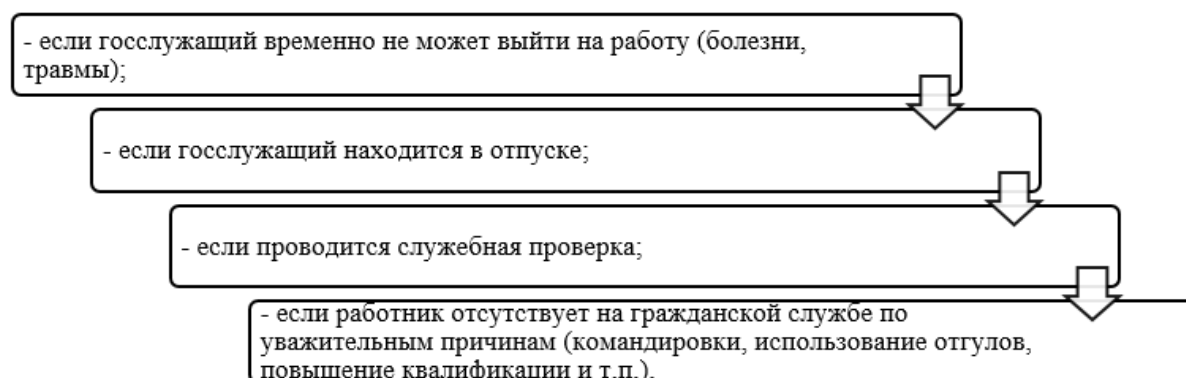 - если госслужащий временно не может выйти на работу (болезни,
травмы);
- если госслужащий находится в отпуске;
- если проводится служебная проверка;
- если работник отсутствует на гражданской службе по
уважительным причинам (командировки, использование отгулов,
повышение квалификации и т.п.).